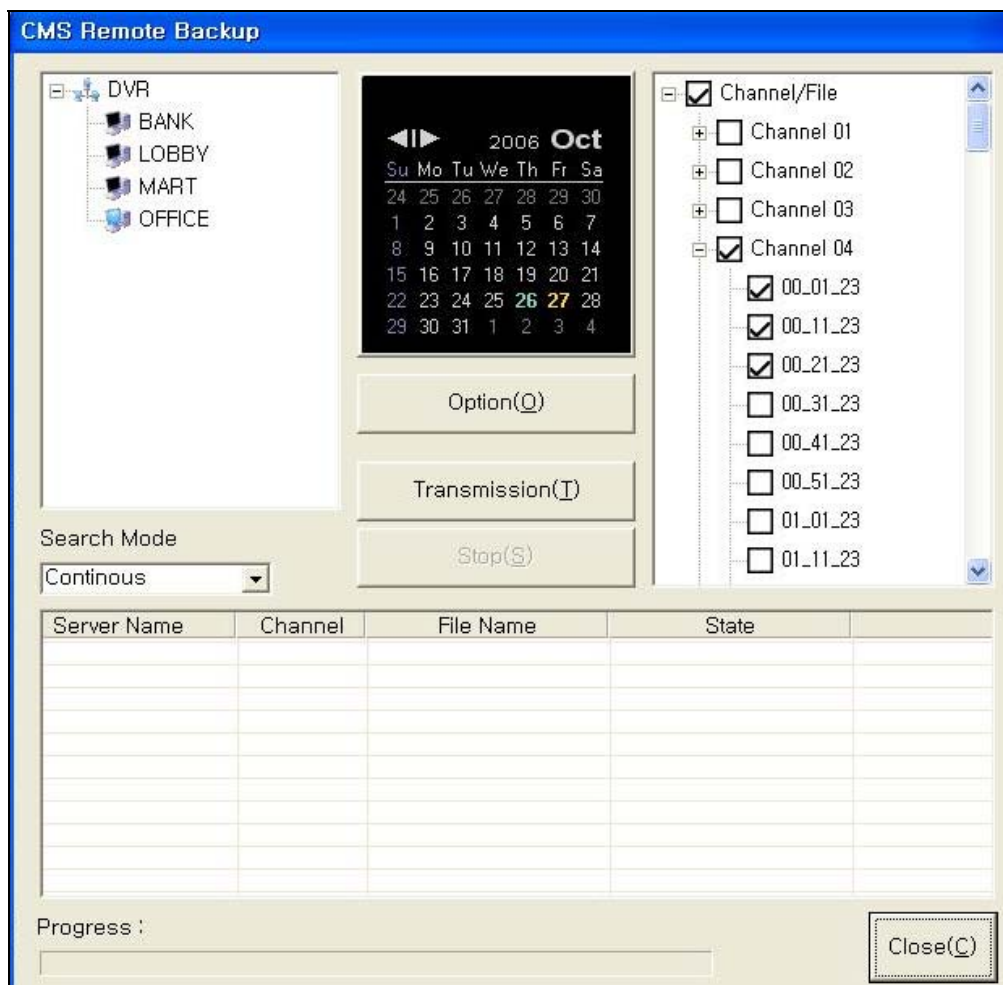 CMS Remote Backup
DVR
BANK
LOBBY
MART
OFFICE
Search Mode
Continous
2006 Oct
Su Mo Tu We Th Fr Sa
24 25 26 27 28 29 30
1 2 3 4 5 6 7
8 9 10 11 12 13 14
15 16 17 18 19 20 21
22 23 24 25 26 27 28
29 30 31 1 2 3 4
Option(O)
Transmission(T)
Stop(S)
Channel/File
Channel 01
Channel 02
Channel 03
Channel 04
00_01_23
00_11_23
00_21_23
00_31_23
00_41_23
00_51_23
01_01_23
01_11_23
Server Name Channel File Name State
Progress :
Close(C)